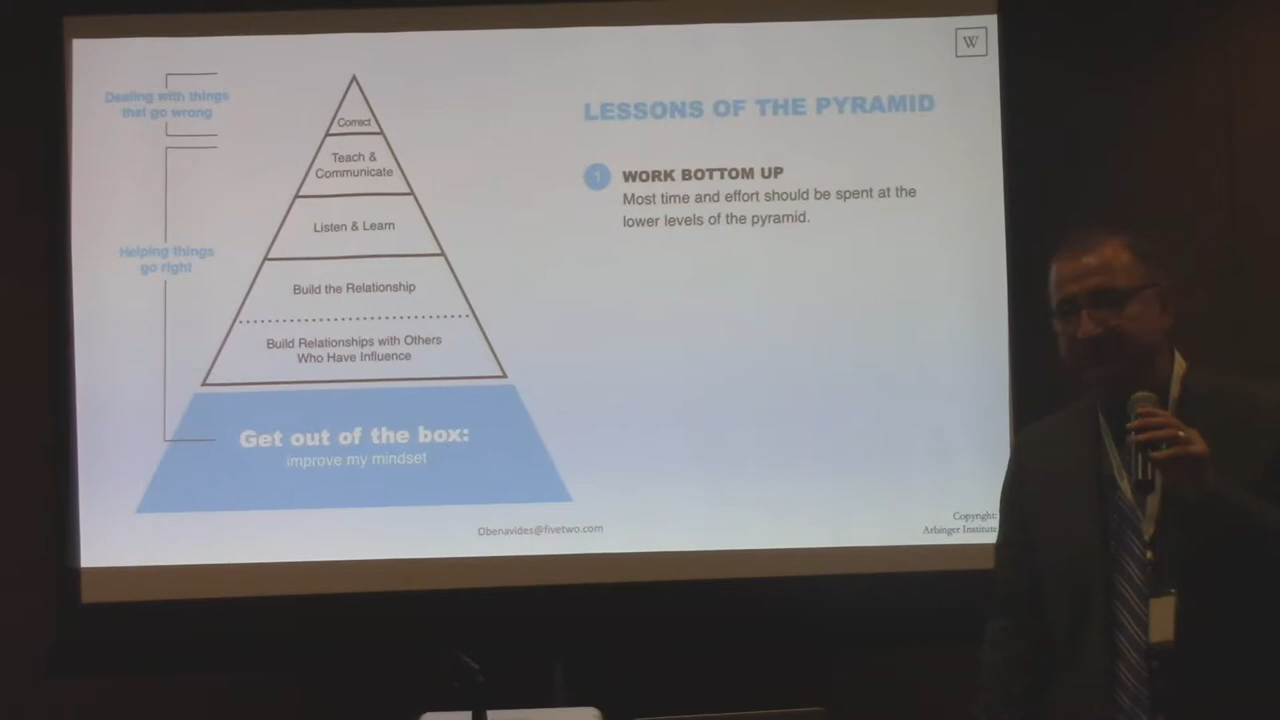 W
Dealing with things
that go wrong
Correct
Teach &
Communicate
Listen & Learn
Helping things
go right
Build the Relationship
Build Relationships with Others
Who Have Influence
Get out of the box:
improve my mindset
LESSONS OF THE PYRAMID
1 WORK BOTTOM UP
Most time and effort should be spent at the
lower levels of the pyramid.
Obenavides@fivetwo.com
Copyright:
Arbinger Institute